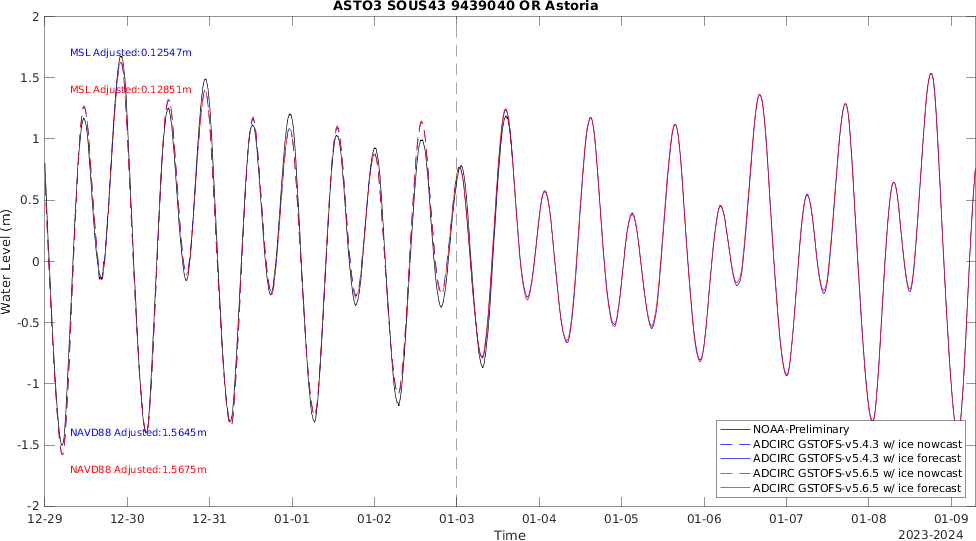 ASTO3 SOUS43 9439040 OR Astoria
MSL Adjusted:0.12547m
MSL Adjusted:0.12851m
NAVD88 Adjusted:1.5645m
NAVD88 Adjusted:1.5675m
Water Level (m)
2
1.5
1
0.5
0
-0.5
-1
-1.5
-2
NOAA-Preliminary
ADCIRC GSTOFS-v5.4.3 w/ ice nowcast
ADCIRC GSTOFS-v5.4.3 w/ ice forecast
ADCIRC GSTOFS-v5.6.5 w/ ice nowcast
ADCIRC GSTOFS-v5.6.5 w/ ice forecast
12-29 12-30 12-31 01-01 01-02 01-03 01-04 01-05 01-06 01-07 01-08 01-09
Time
2023-2024